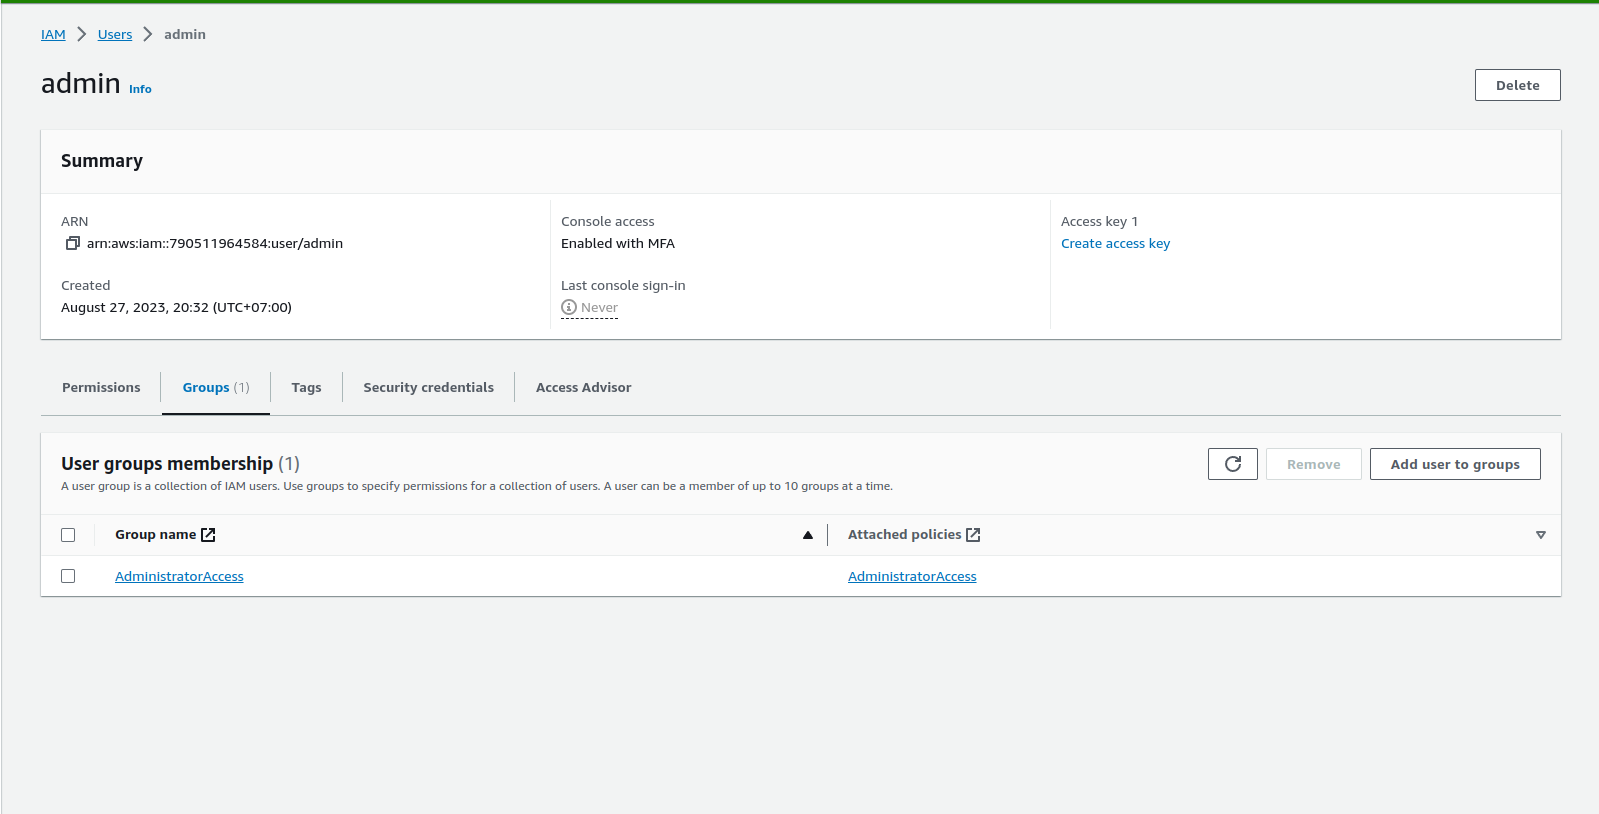 IAM > Users > admin
admin Info
Delete
Summary
ARN
arn:aws:iam::790511964584:user/admin
Created
August 27, 2023, 20:32 (UTC+07:00)
Console access
Enabled with MFA
Last console sign-in
Never
Access key 1
Create access key
Permissions Groups (1) Tags Security credentials Access Advisor
User groups membership (1)
A user group is a collection of IAM users. Use groups to specify permissions for a collection of users. A user can be a member of up to 10 groups at a time.
Remove Add user to groups
Group name Attached policies
AdministratorAccess AdministratorAccess